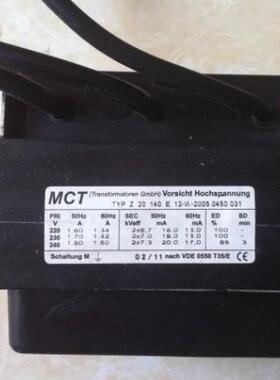 MCT (Transformatoren GmbH) Vorsicht Hochspannung
TYP Z 20 140 E 12-VI-2005.0450.031
PRI 50Hz 60Hz SEC 50Hz 60Hz ED SD
V A A kVeff mA mA % min
220 1.60 1.34 2x6,7 18.0 13.0 100 -
230 1.70 1.42 2x7,0 19.0 13.0 100 -
240 1.80 1.50 2x7,3 20.0 17.0 65 3
Schaltung M 02/11 nach VDE 0550 T35/E